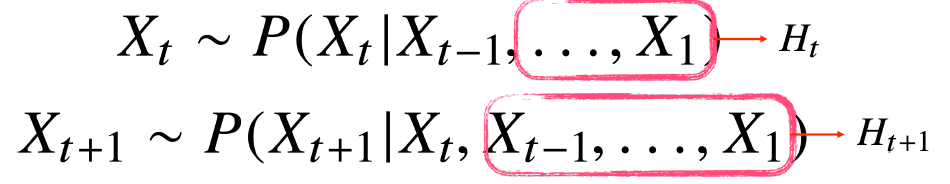 X_t ~ P(X_t|X_{t−1}, . . . , X_1) H_t
X_{t+1} ~ P(X_{t+1}|X_t, X_{t−1}, . . . , X_1) H_{t+1}